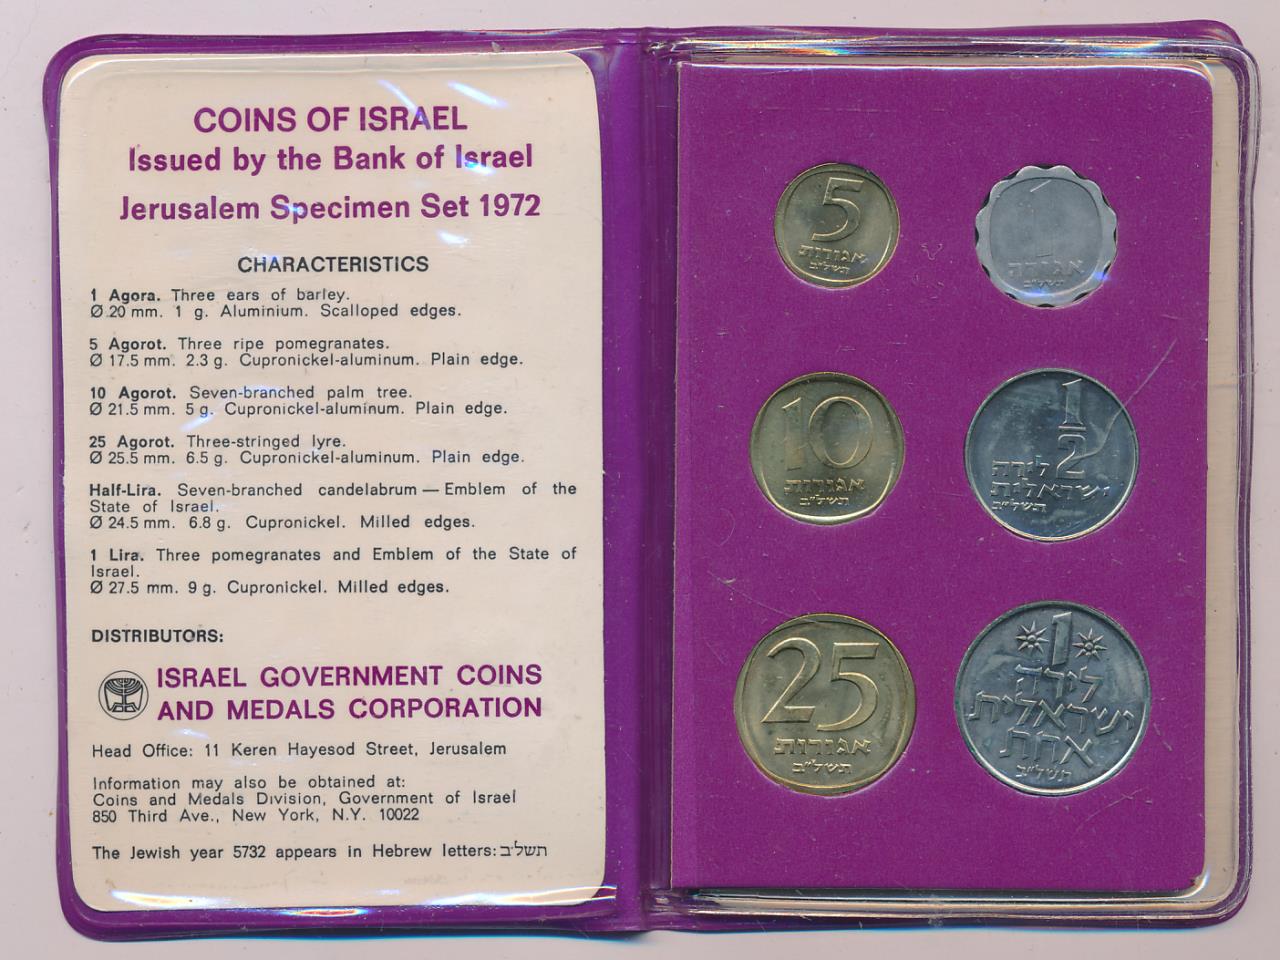 COINS OF ISRAEL
Issued by the Bank of Israel
Jerusalem Specimen Set 1972
CHARACTERISTICS
1 Agora. Three ears of barley.
Ø 20 mm. 1 g. Aluminium. Scalloped edges.
5 Agorot. Three ripe pomegranates.
Ø 17.5 mm. 2.3 g. Cupronickel-aluminum. Plain edge.
10 Agorot. Seven-branched palm tree.
Ø 21.5 mm. 5 g. Cupronickel-aluminum. Plain edge.
25 Agorot. Three-stringed lyre.
Ø 25.5 mm. 6.5 g. Cupronickel-aluminum. Plain edge.
Half-Lira. Seven-branched candelabrum — Emblem of the
State of Israel.
Ø 24.5 mm. 6.8 g. Cupronickel. Milled edges.
1 Lira. Three pomegranates and Emblem of the State of
Israel.
Ø 27.5 mm. 9 g. Cupronickel. Milled edges.
DISTRIBUTORS:
ISRAEL GOVERNMENT COINS
AND MEDALS CORPORATION
Head Office: 11 Keren Hayesod Street, Jerusalem
Information may also be obtained at:
Coins and Medals Division, Government of Israel
850 Third Ave., New York, N.Y. 10022
The Jewish year 5732 appears in Hebrew letters: תשל״ב
5
אגורות
תשל״ב
1
אגורה
תשל״ב
10
אגורות
תשל״ב
1/2
לירה
ישראלית
תשל״ב
25
אגורות
תשל״ב
1
לירה
ישראלית
אחת
תשל״ב